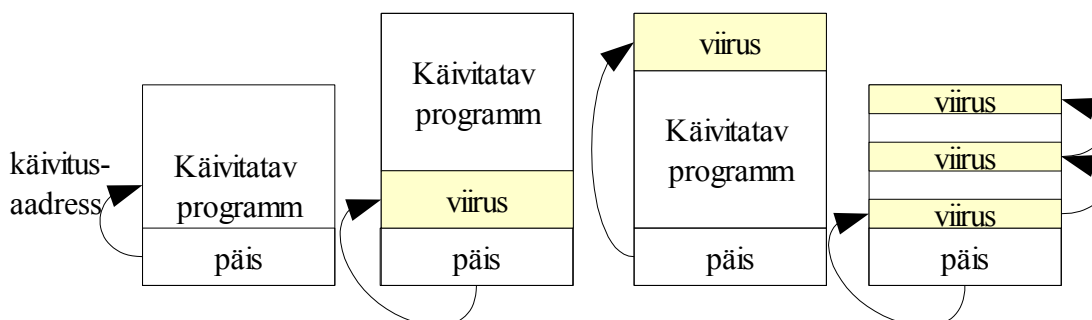 käivitus-
aadress
Käivitatav
programm
päis
Käivitatav
programm
viirus
päis
viirus
Käivitatav
programm
päis
viirus
viirus
viirus
päis